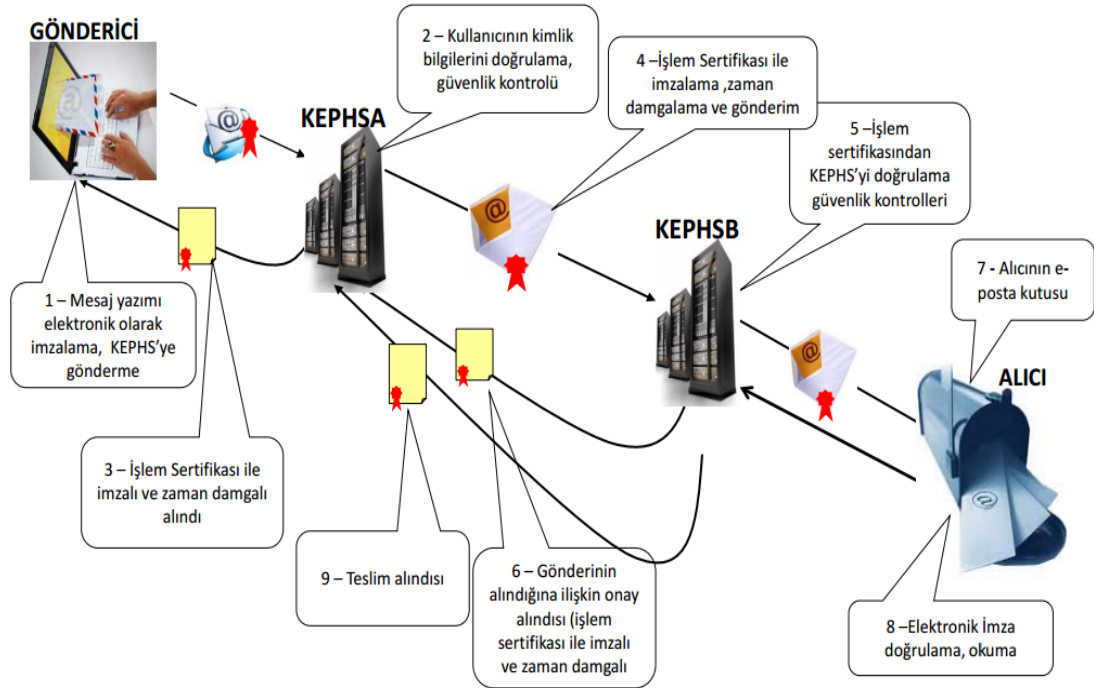 GÖNDERİCİ
2 – Kullanıcının kimlik
bilgilerini doğrulama,
güvenlik kontrolü
4 –İşlem Sertifikası ile
imzalama ,zaman
damgalama ve gönderim
KEPHSA
5 –İşlem
sertifikasından
KEPHS’yi doğrulama
güvenlik kontrolleri
KEPHSB
7 - Alıcının e-
posta kutusu
1 – Mesaj yazımı
elektronik olarak
imzalama, KEPHS’ye
gönderme
ALICI
3 – İşlem Sertifikası ile
imzalı ve zaman damgalı
alındı
9 – Teslim alındısı
6 – Gönderinin
alındığına ilişkin onay
alındısı (işlem
sertifikası ile imzalı
ve zaman damgalı
8 –Elektronik İmza
doğrulama, okuma